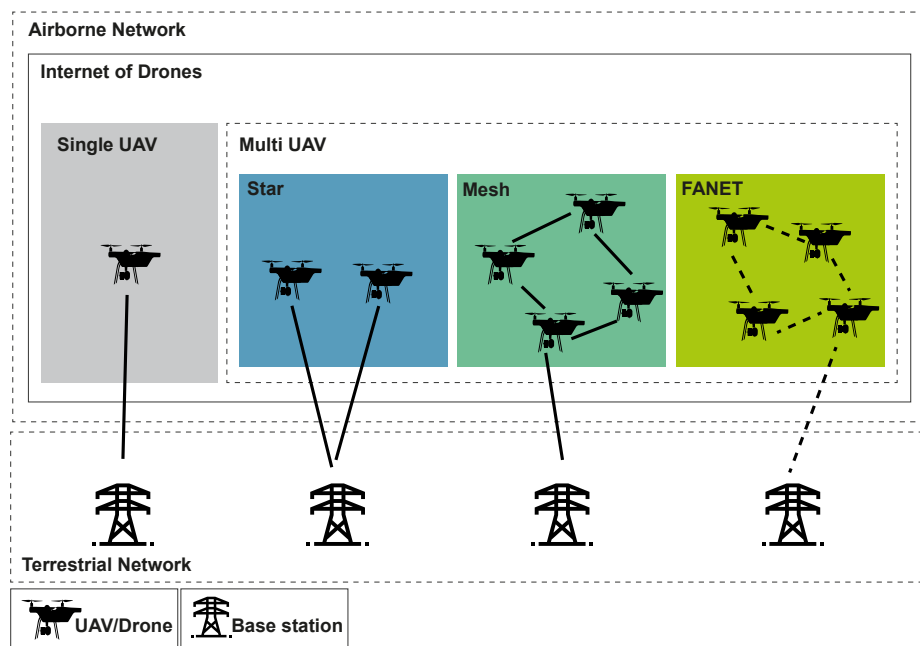 Airborne Network
Internet of Drones
Single UAV
Multi UAV
Star
Mesh
FANET
Terrestrial Network
UAV/Drone
Base station